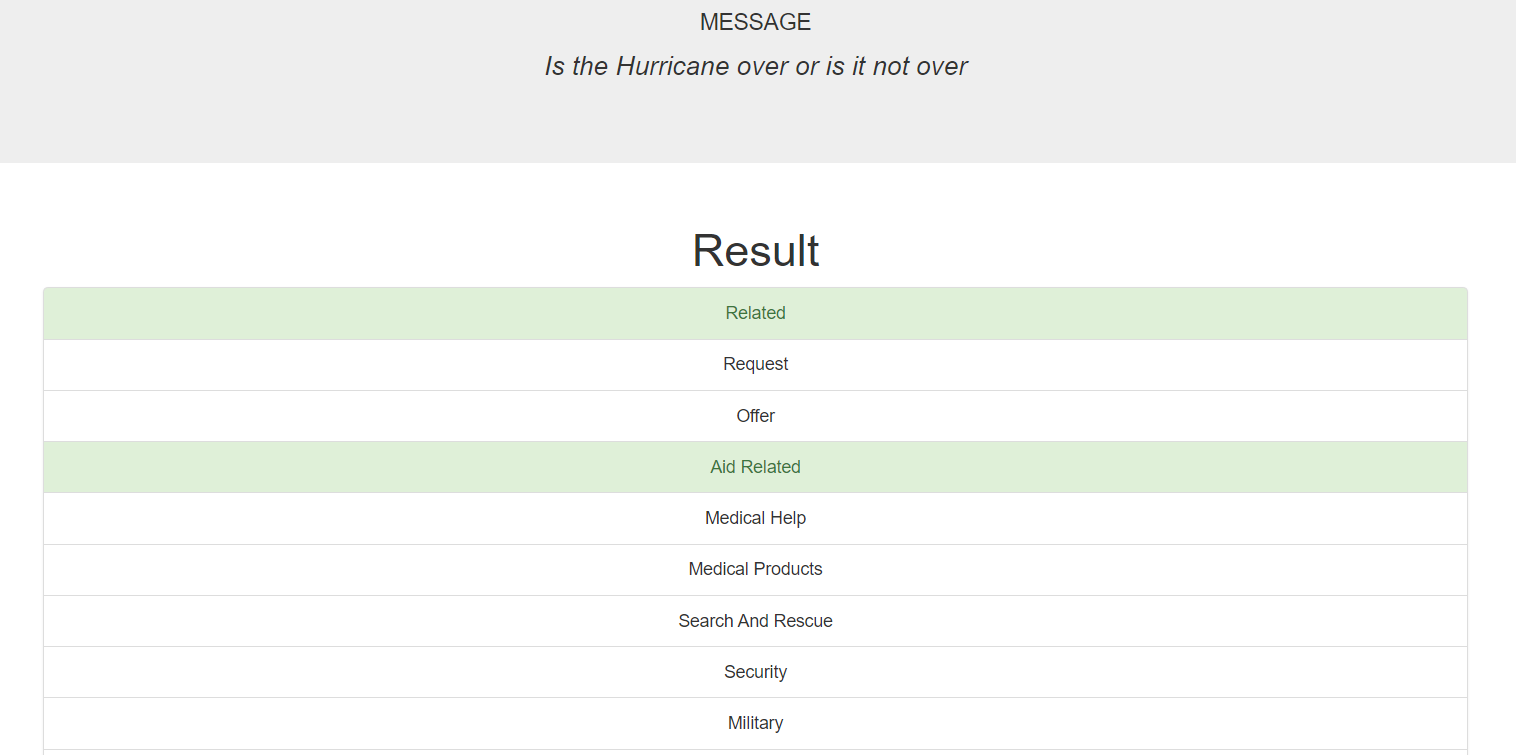 MESSAGE
Is the Hurricane over or is it not over
Result
Related
Request
Offer
Aid Related
Medical Help
Medical Products
Search And Rescue
Security
Military